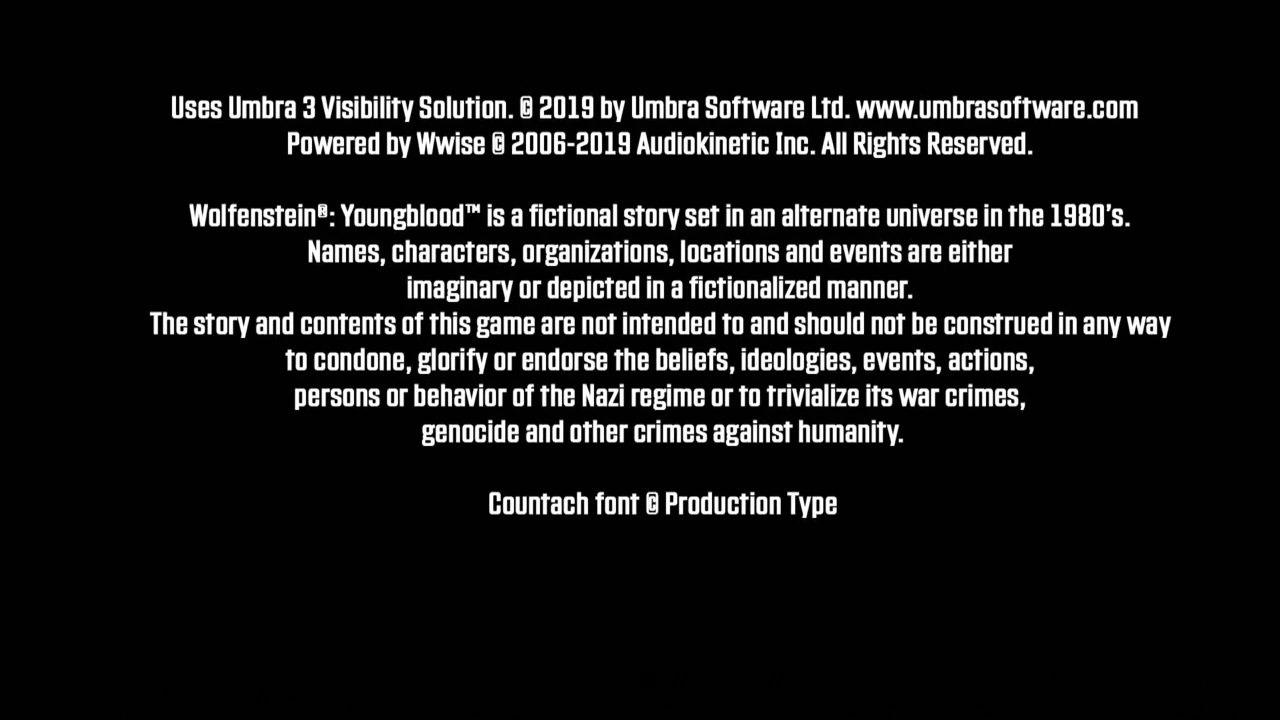 Uses Umbra 3 Visibility Solution. © 2019 by Umbra Software Ltd. www.umbrasoftware.com
Powered by Wwise © 2006-2019 Audiokinetic Inc. All Rights Reserved.
Wolfenstein®: Youngblood™ is a fictional story set in an alternate universe in the 1980's.
Names, characters, organizations, locations and events are either
imaginary or depicted in a fictionalized manner.
The story and contents of this game are not intended to and should not be construed in any way
to condone, glorify or endorse the beliefs, ideologies, events, actions,
persons or behavior of the Nazi regime or to trivialize its war crimes,
genocide and other crimes against humanity.
Countach font © Production Type